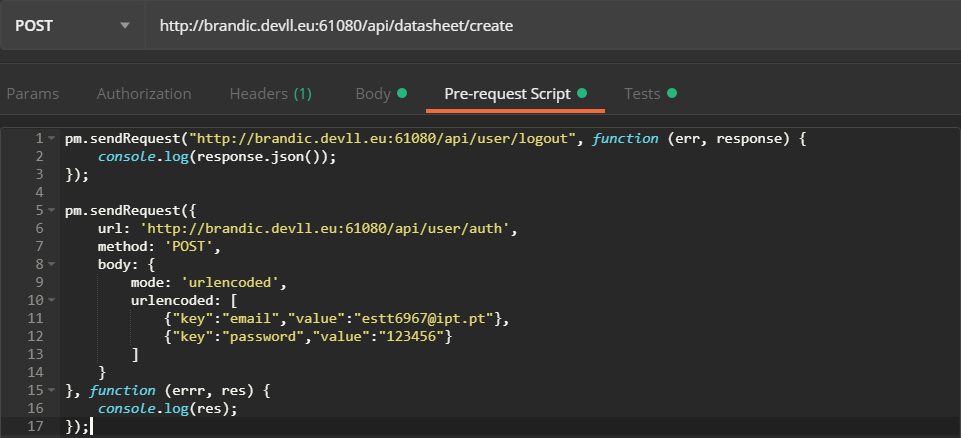 POST http://brandic.devll.eu:61080/api/datasheet/create
Params Authorization Headers (1) Body Pre-request Script Tests
1 pm.sendRequest("http://brandic.devll.eu:61080/api/user/logout", function (err, response) {
2     console.log(response.json());
3 });
4
5 pm.sendRequest({
6     url: 'http://brandic.devll.eu:61080/api/user/auth',
7     method: 'POST',
8     body: {
9         mode: 'urlencoded',
10         urlencoded: [
11             {"key":"email","value":"estt6967@ipt.pt"},
12             {"key":"password","value":"123456"}
13         ]
14     }
15 }, function (errr, res) {
16     console.log(res);
17 });